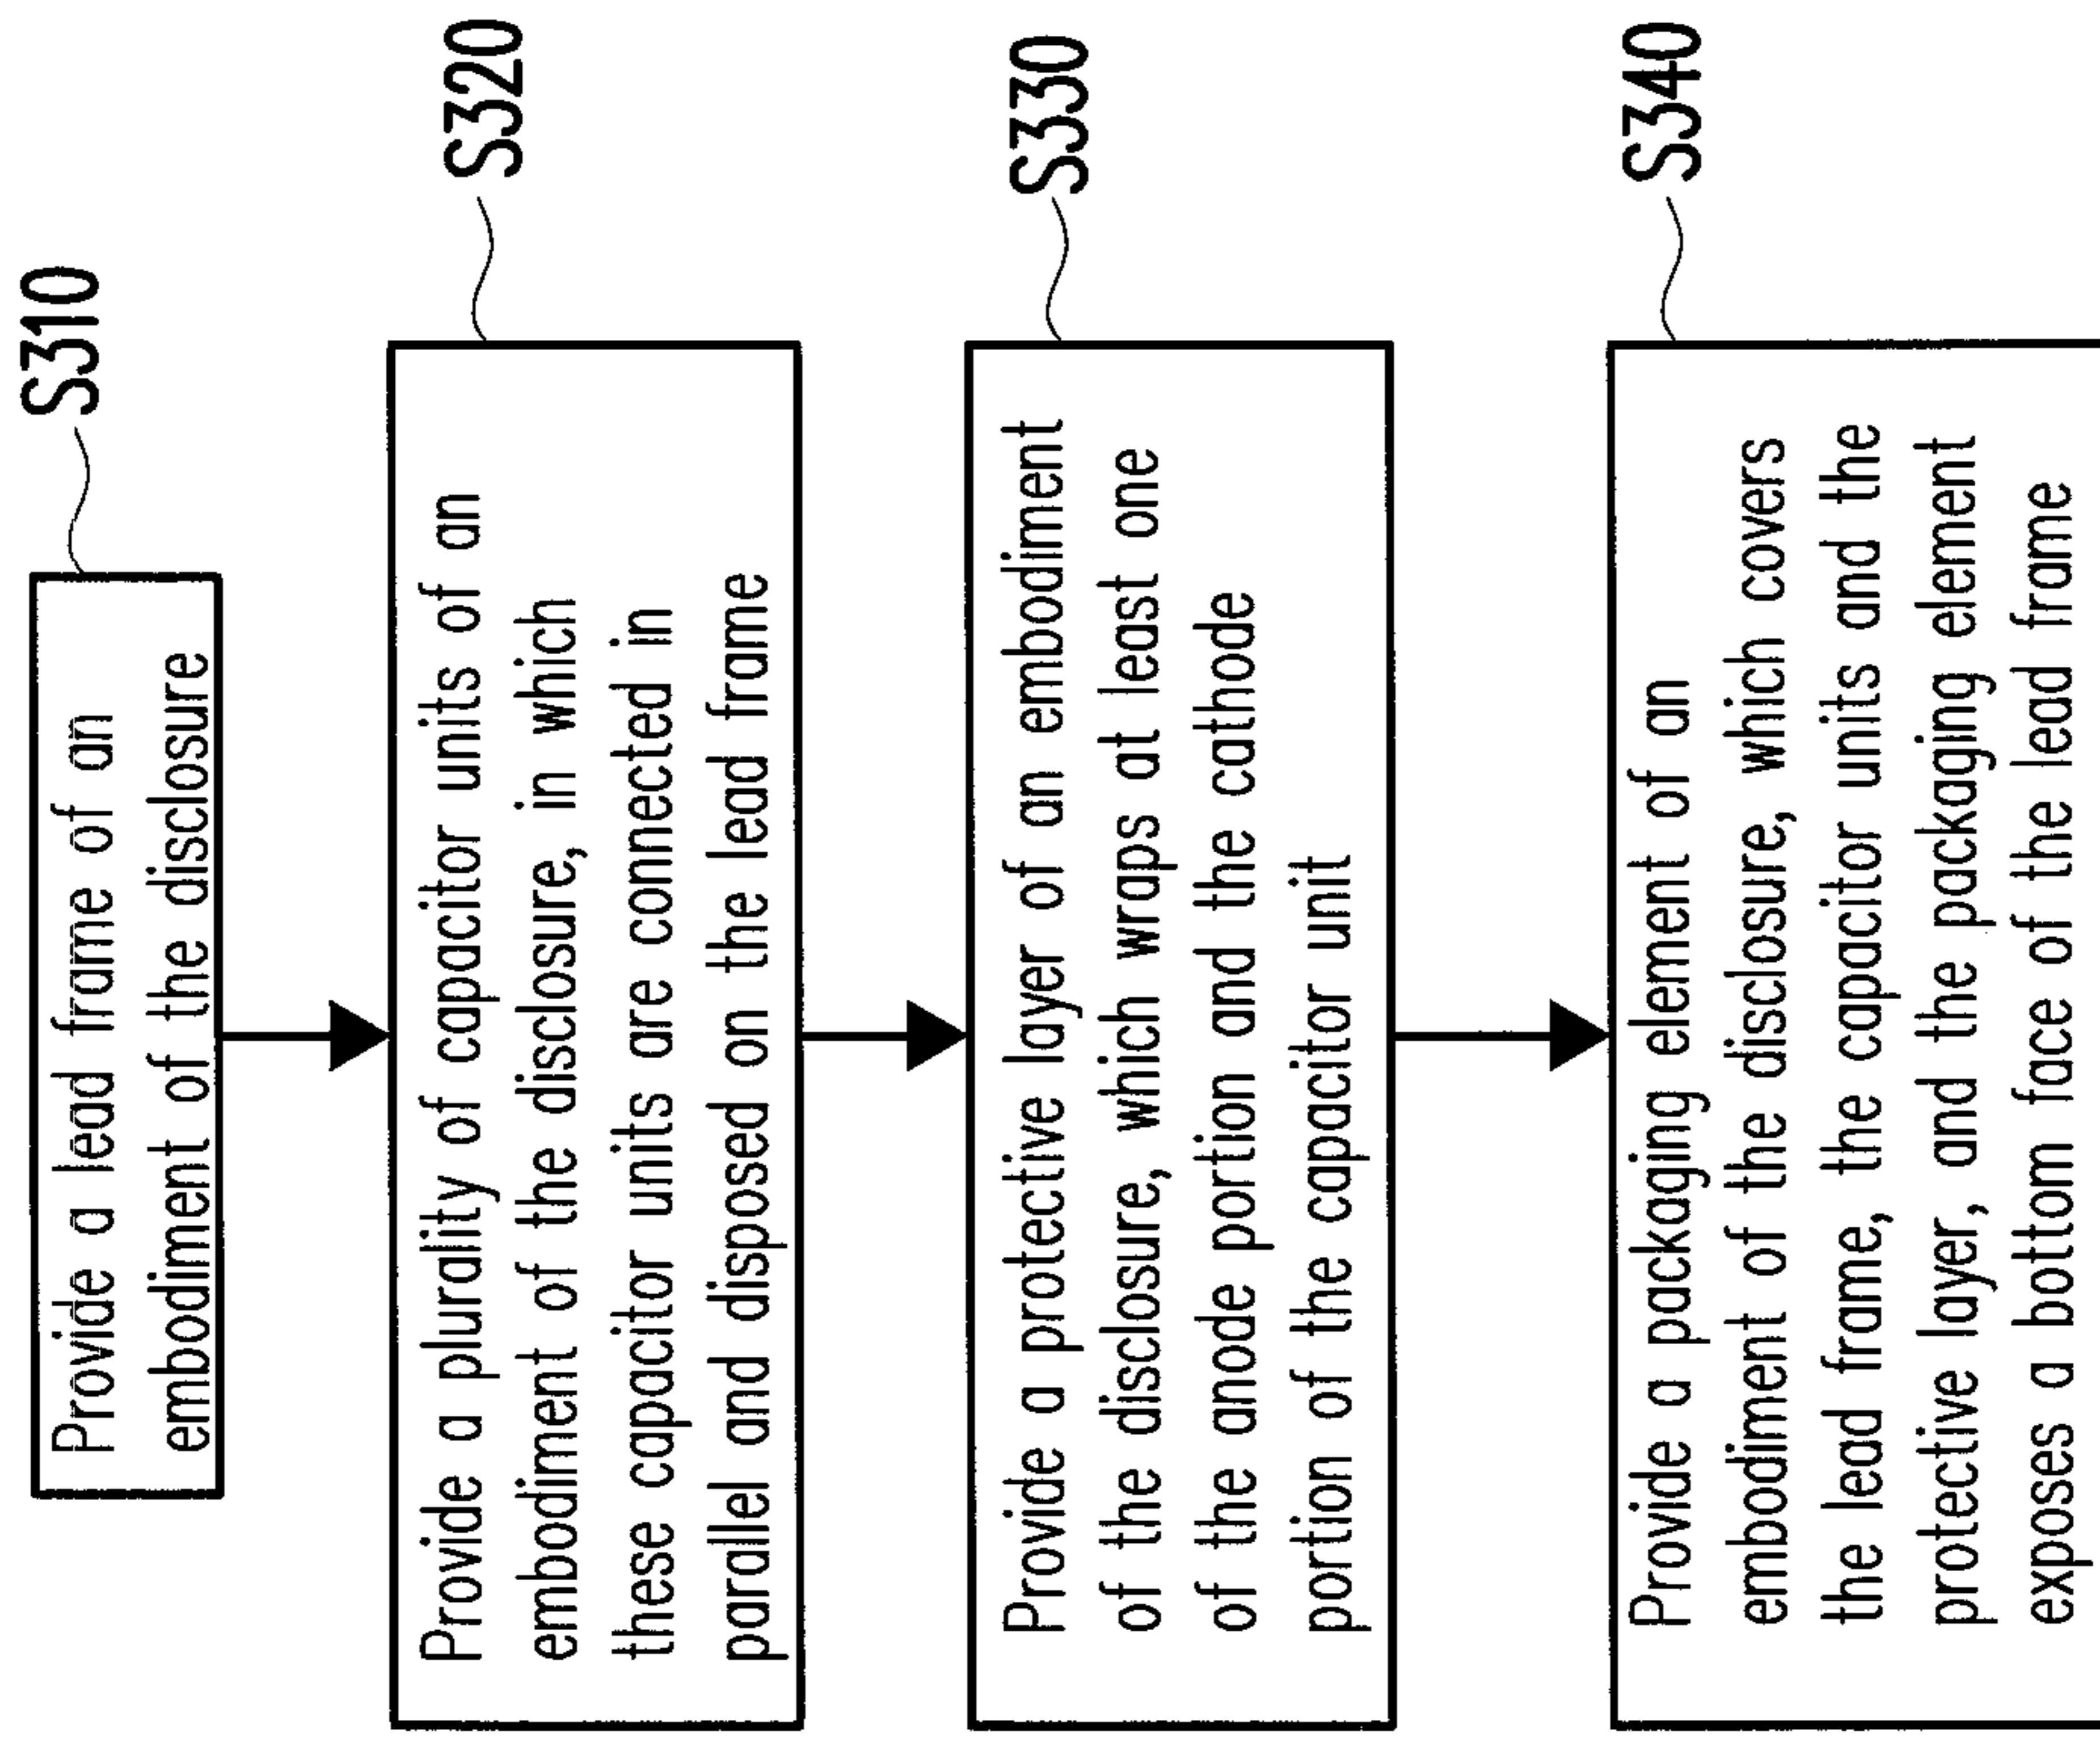 S310
Provide a lead frame of an
embodiment of the disclosure
S320
Provide a plurality of capacitor units of an
embodiment of the disclosure, in which
these capacitor units are connected in
parallel and disposed on the lead frame
S330
Provide a protective layer of an embodiment
of the disclosure, which wraps at least one
of the anode portion and the cathode
portion of the capacitor unit
S340
Provide a packaging element of an
embodiment of the disclosure, which covers
the lead frame, the capacitor units and the
protective layer, and the packaging element
exposes a bottom face of the lead frame